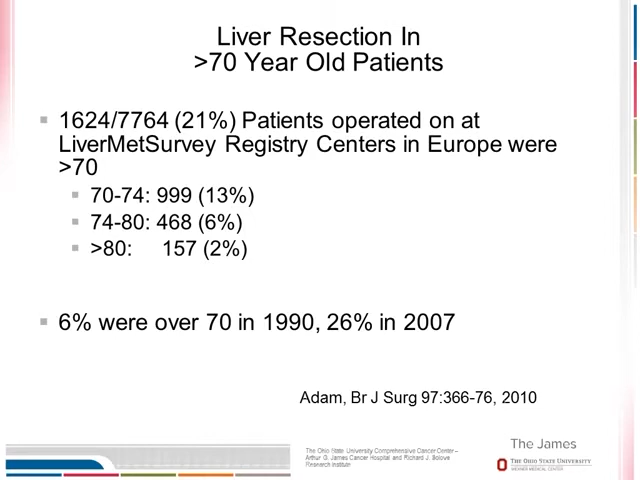 Liver Resection In
>70 Year Old Patients
1624/7764 (21%) Patients operated on at
LiverMetSurvey Registry Centers in Europe were
>70
70-74: 999 (13%)
74-80: 468 (6%)
>80: 157 (2%)
6% were over 70 in 1990, 26% in 2007
Adam, Br J Surg 97:366-76, 2010
The Ohio State University Comprehensive Cancer Center –
Arthur G. James Cancer Hospital and Richard J. Solove
Research Institute
The James
THE OHIO STATE UNIVERSITY
WEXNER MEDICAL CENTER